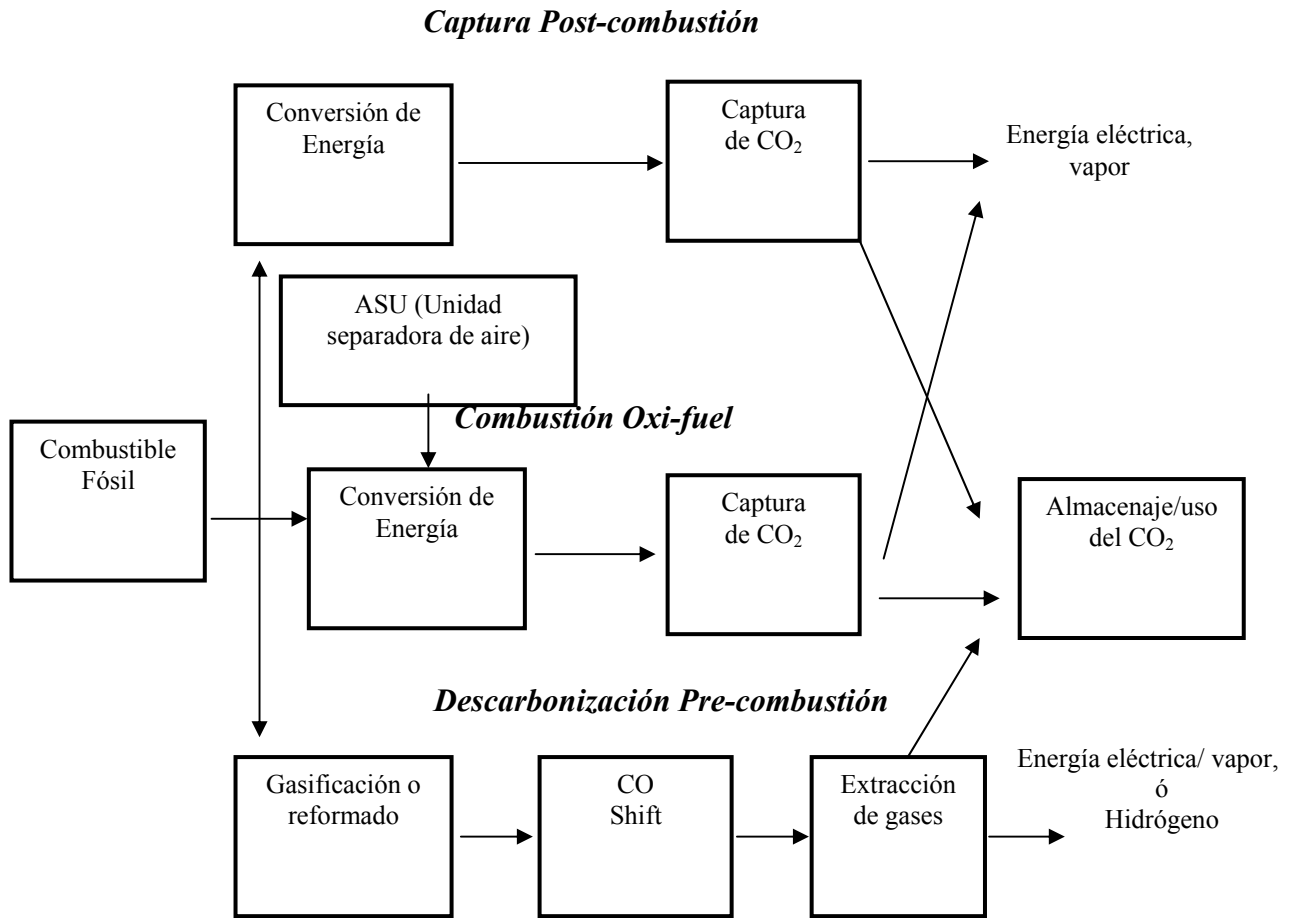 Captura Post-combustión
Conversión de
Energía
Captura
de CO₂
Energía eléctrica,
vapor
ASU (Unidad
separadora de aire)
Combustión Oxi-fuel
Combustible
Fósil
Conversión de
Energía
Captura
de CO₂
Almacenaje/uso
del CO₂
Descarbonización Pre-combustión
Gasificación o
reformado
CO
Shift
Extracción
de gases
Energía eléctrica/ vapor,
ó
Hidrógeno